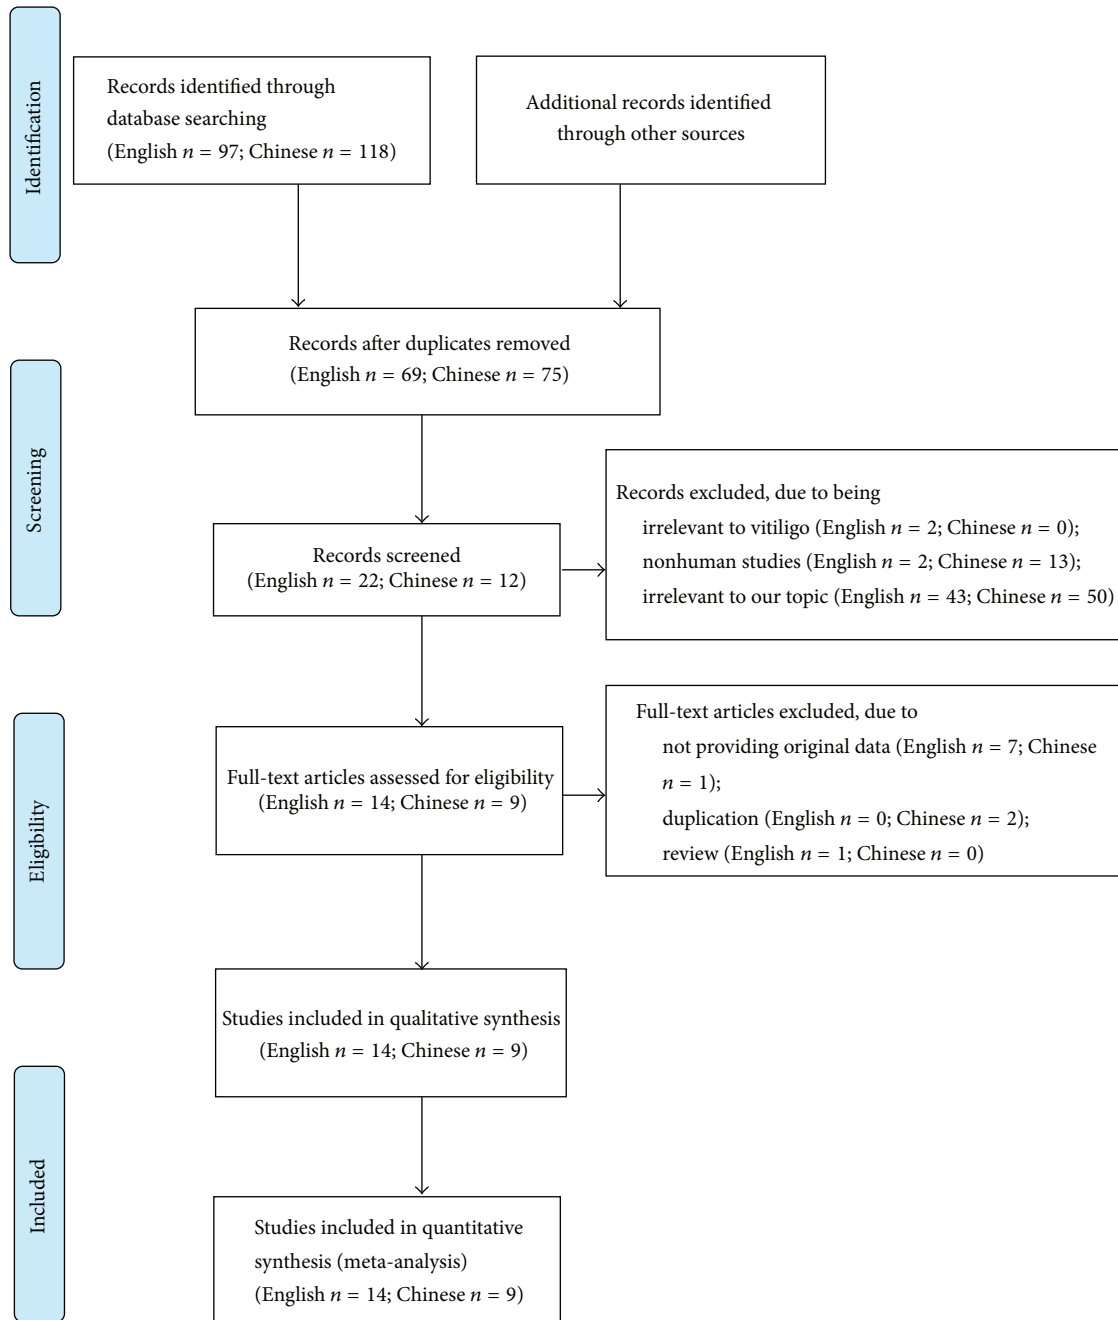 Identification
Records identified through
database searching
(English n = 97; Chinese n = 118)
Additional records identified
through other sources
Records after duplicates removed
(English n = 69; Chinese n = 75)
Screening
Records screened
(English n = 22; Chinese n = 12)
Records excluded, due to being
irrelevant to vitiligo (English n = 2; Chinese n = 0);
nonhuman studies (English n = 2; Chinese n = 13);
irrelevant to our topic (English n = 43; Chinese n = 50)
Eligibility
Full-text articles assessed for eligibility
(English n = 14; Chinese n = 9)
Full-text articles excluded, due to
not providing original data (English n = 7; Chinese
n = 1);
duplication (English n = 0; Chinese n = 2);
review (English n = 1; Chinese n = 0)
Studies included in qualitative synthesis
(English n = 14; Chinese n = 9)
Included
Studies included in quantitative
synthesis (meta-analysis)
(English n = 14; Chinese n = 9)